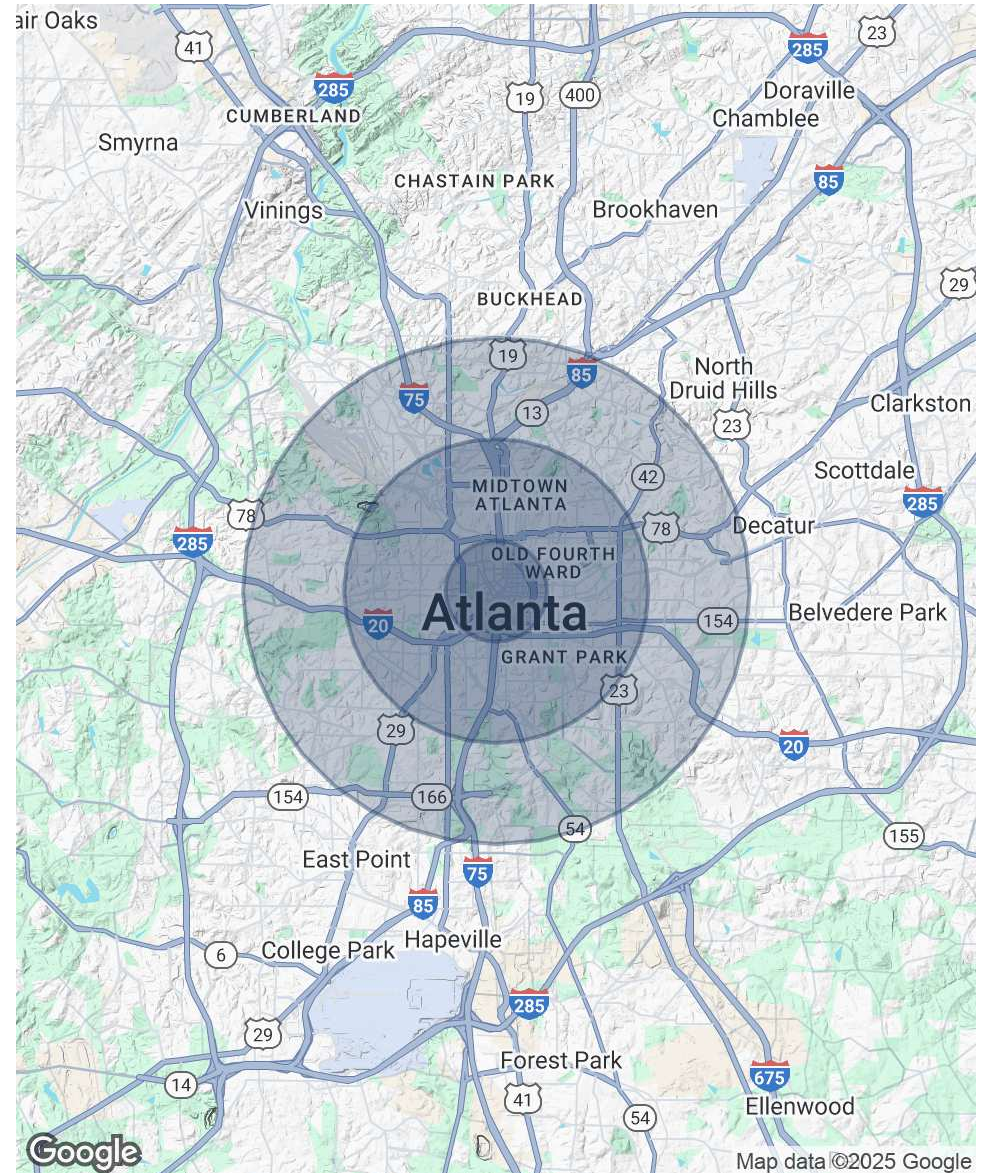 air Oaks
41
23
285
285
Doraville
19
400
CUMBERLAND
Chamblee
Smyrna
CHASTAIN PARK
85
Vinings
Brookhaven
29
BUCKHEAD
19
85
North
Druid Hills
75
13
Clarkston
23
Scottdale
42
MIDTOWN
ATLANTA
285
78
78
Decatur
285
OLD FOURTH
WARD
Atlanta
20
154
Belvedere Park
GRANT PARK
23
29
20
154
166
54
155
East Point
75
85
College Park
Hapeville
6
285
29
Forest Park
14
675
41
Ellenwood
54
Google
Map data ©2025 Google